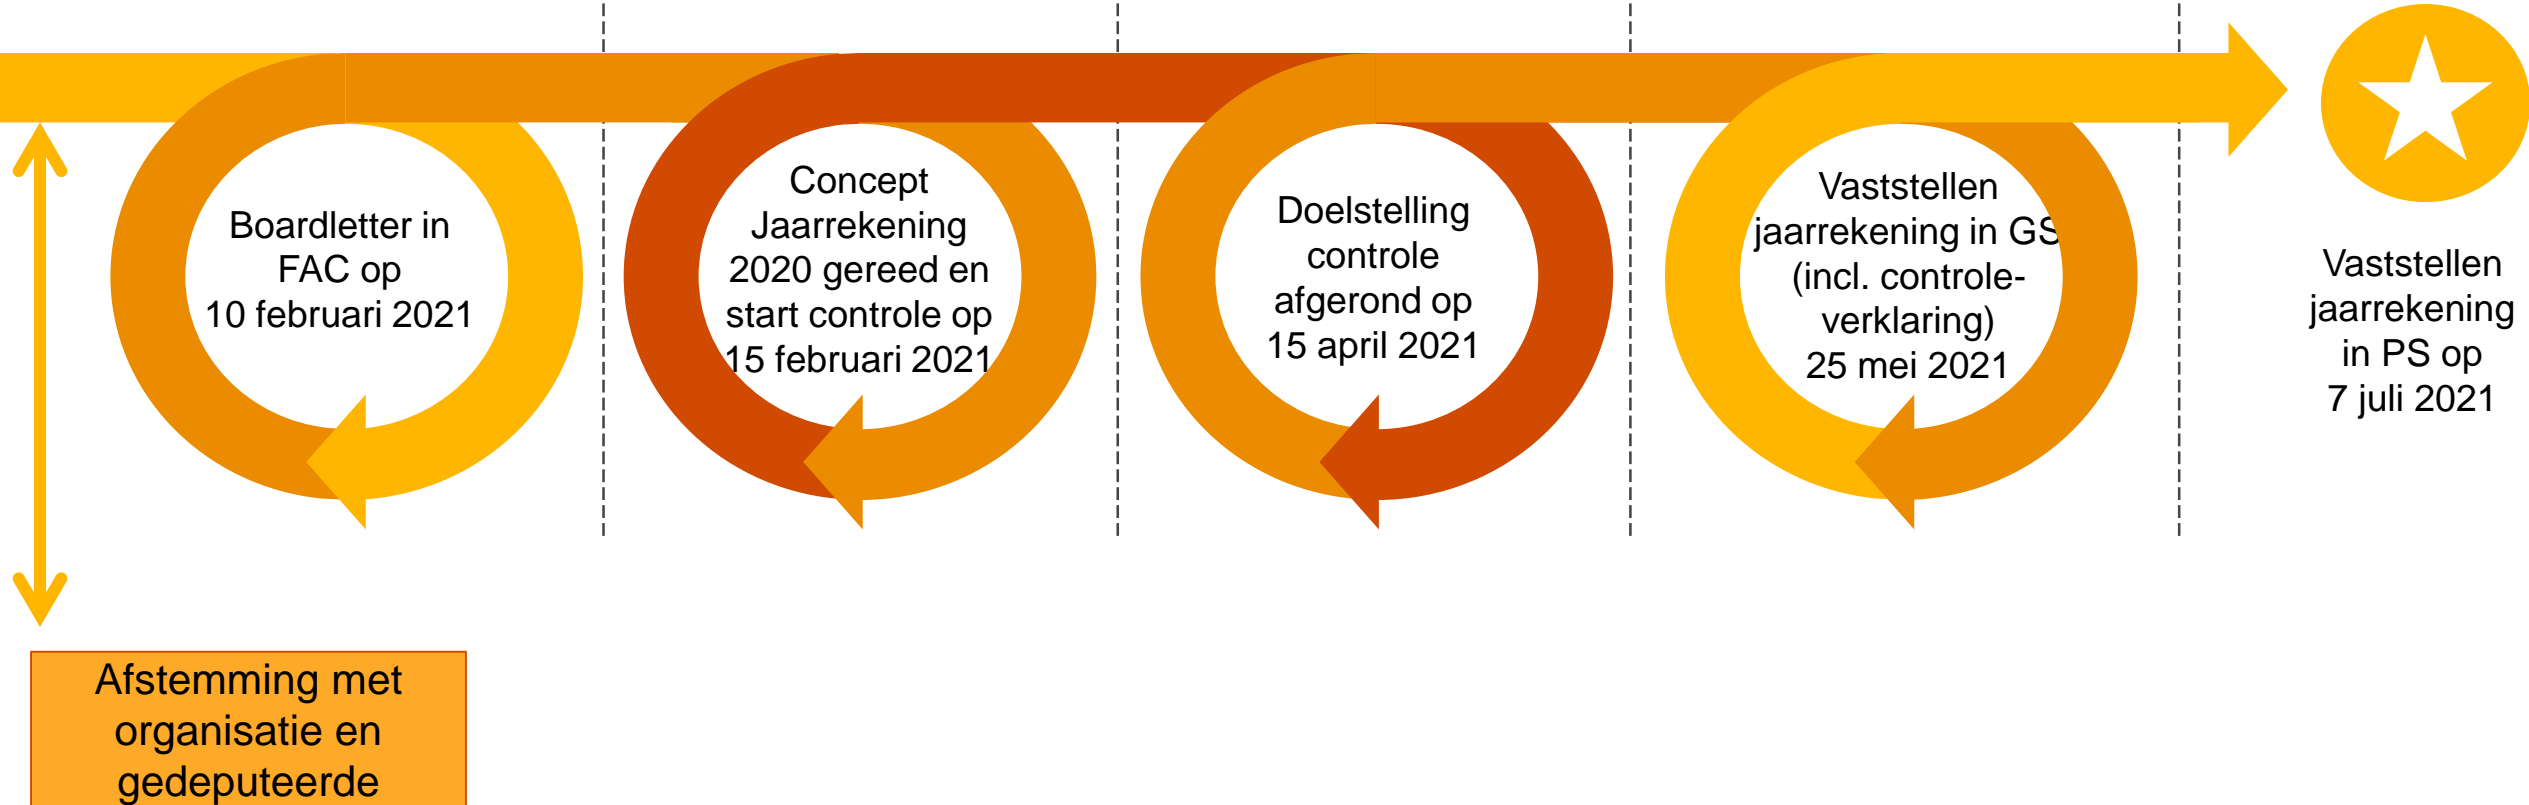 Boardletter in
FAC op
10 februari 2021
Concept
Jaarrekening
2020 gereed en
start controle op
15 februari 2021
Doelstelling
controle
afgerond op
15 april 2021
Vaststellen
jaarrekening in GS
(incl. controle-
verklaring)
25 mei 2021
Vaststellen
jaarrekening
in PS op
7 juli 2021
Afstemming met
organisatie en
gedeputeerde